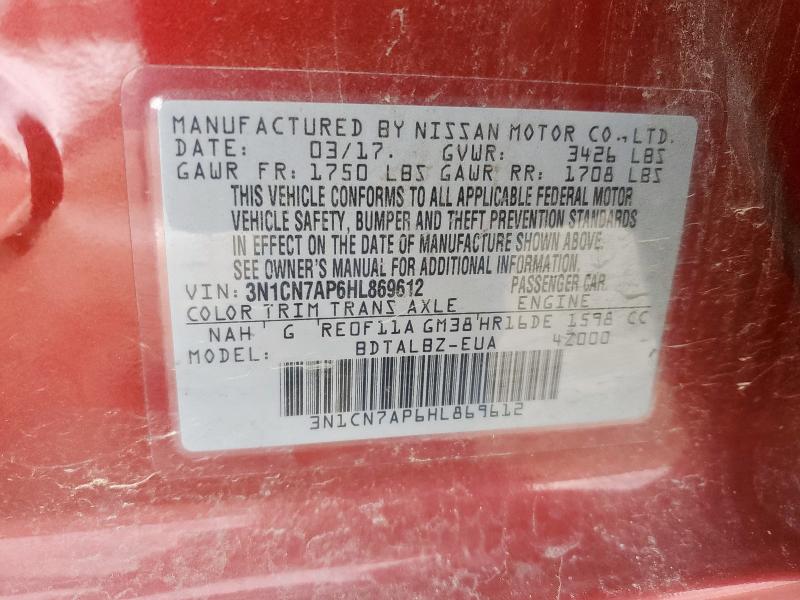 MANUFACTURED BY NISSAN MOTOR CO., LTD.
DATE: 03/17. GVWR: 3426 LBS
GAWR FR: 1750 LBS GAWR RR: 1708 LBS
THIS VEHICLE CONFORMS TO ALL APPLICABLE FEDERAL MOTOR
VEHICLE SAFETY, BUMPER AND THEFT PREVENTION STANDARDS
IN EFFECT ON THE DATE OF MANUFACTURE SHOWN ABOVE.
SEE OWNER'S MANUAL FOR ADDITIONAL INFORMATION.
VIN: 3N1CN7AP6HL869612 PASSENGER CAR
COLOR TRIM TRANS AXLE ENGINE
NAH G RE0F11A GM38 HR16DE 1598 CC
MODEL: BDTALBZ-EUA 42000
3N1CN7AP6HL869612